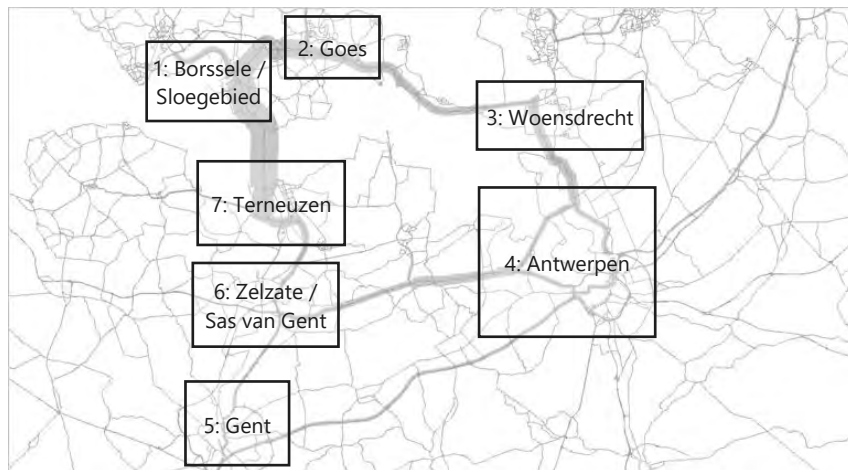 2: Goes
1: Borssele /
Sloegebied
3: Woensdrecht
7: Terneuzen
4: Antwerpen
6: Zelzate /
Sas van Gent
5: Gent